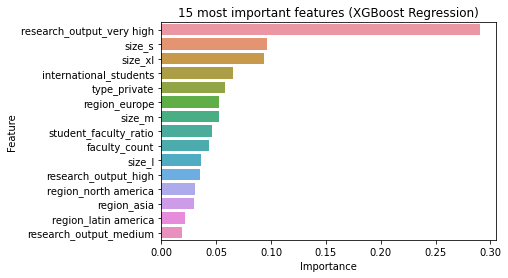 15 most important features (XGBoost Regression)
Feature
research_output_very high
size_s
size_xl
international_students
type_private
region_europe
size_m
student_faculty_ratio
faculty_count
size_l
research_output_high
region_north america
region_asia
region_latin america
research_output_medium
0.00 0.05 0.10 0.15 0.20 0.25 0.30
Importance